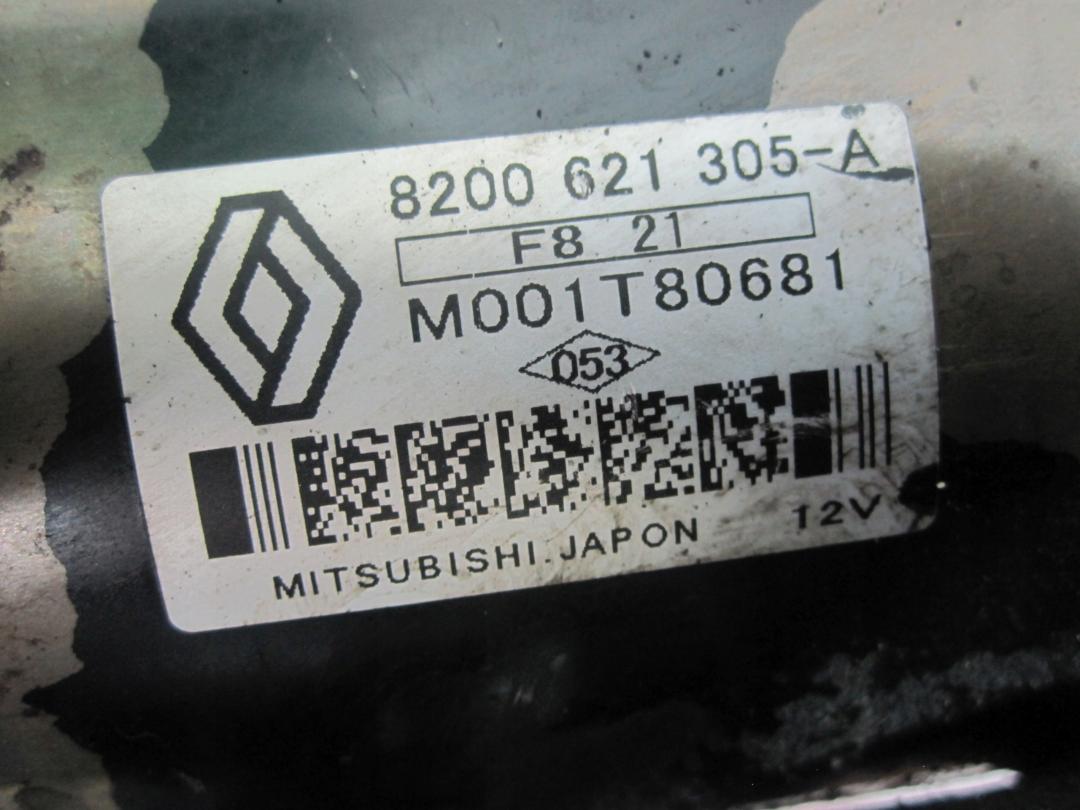 8200 621 305-A
F8 21
M001T80681
053
MITSUBISHI.JAPON 12V